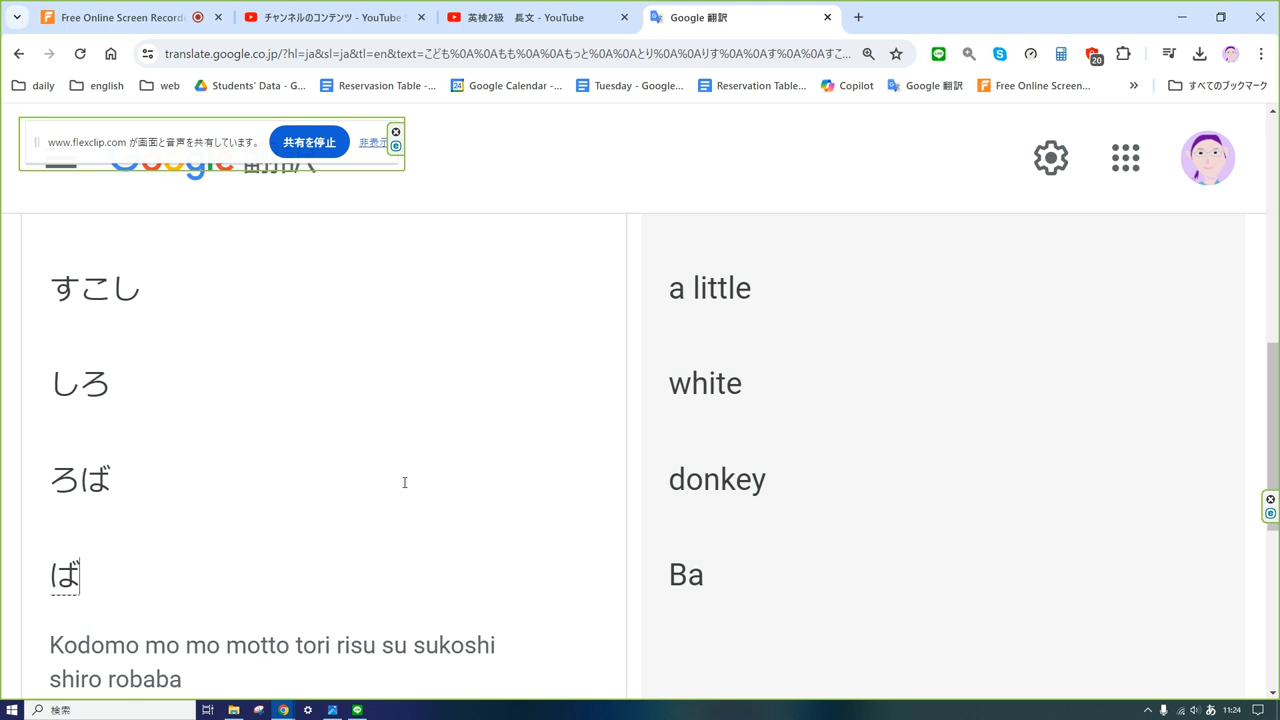 Free Online Screen Record
チャンネルのコンテンツ - YouTube S
英検2級　長文 - YouTube
Google 翻訳
translate.google.co.jp/?hl=ja&sl=ja&tl=en&text=こども%0A%0Aもも%0A%0Aもっと%0A%0Aとり%0A%0Aりす%0A%0Aす%0A%0Aすこ...
20
daily
english
web
Students' Data - G...
Reservasion Table -...
Google Calendar -...
Tuesday - Google...
Reservation Table...
Copilot
Google 翻訳
Free Online Screen...
»
すべてのブックマーク
www.flexclip.com が画面と音声を共有しています。
共有を停止
非表示
Google 翻訳
すこし
a little
しろ
white
ろば
donkey
ば
Ba
Kodomo mo mo motto tori risu su sukoshi
shiro robaba
検索
あ
11:24